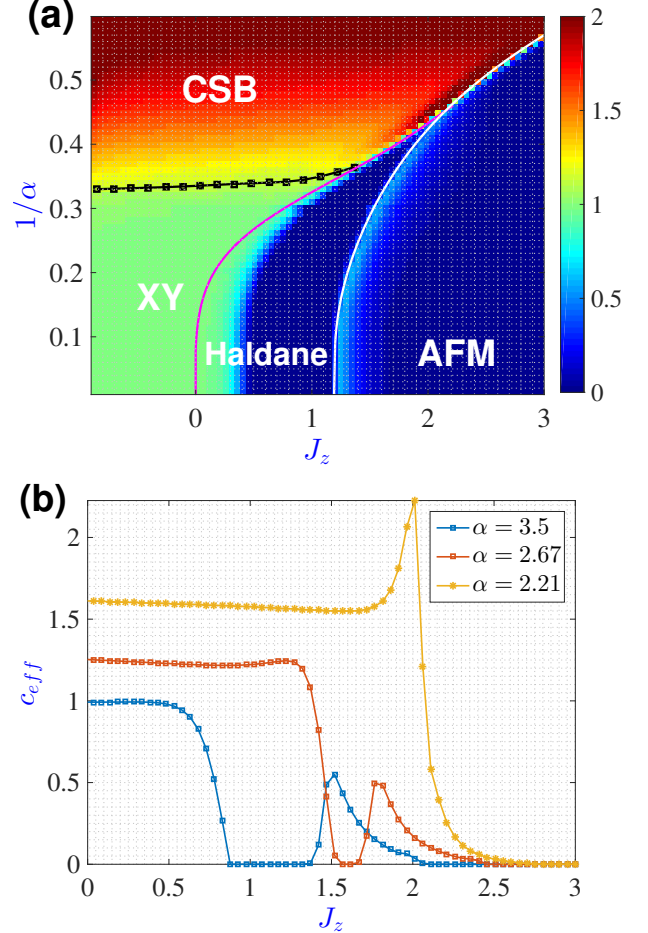 (a)
CSB
XY
Haldane
AFM
0.5
0.4
0.3
0.2
0.1
1/α
0 1 2 3
J_z
2
1.5
1
0.5
0
(b)
α = 3.5
α = 2.67
α = 2.21
2
1.5
1
0.5
0
c_{eff}
0 0.5 1 1.5 2 2.5 3
J_z